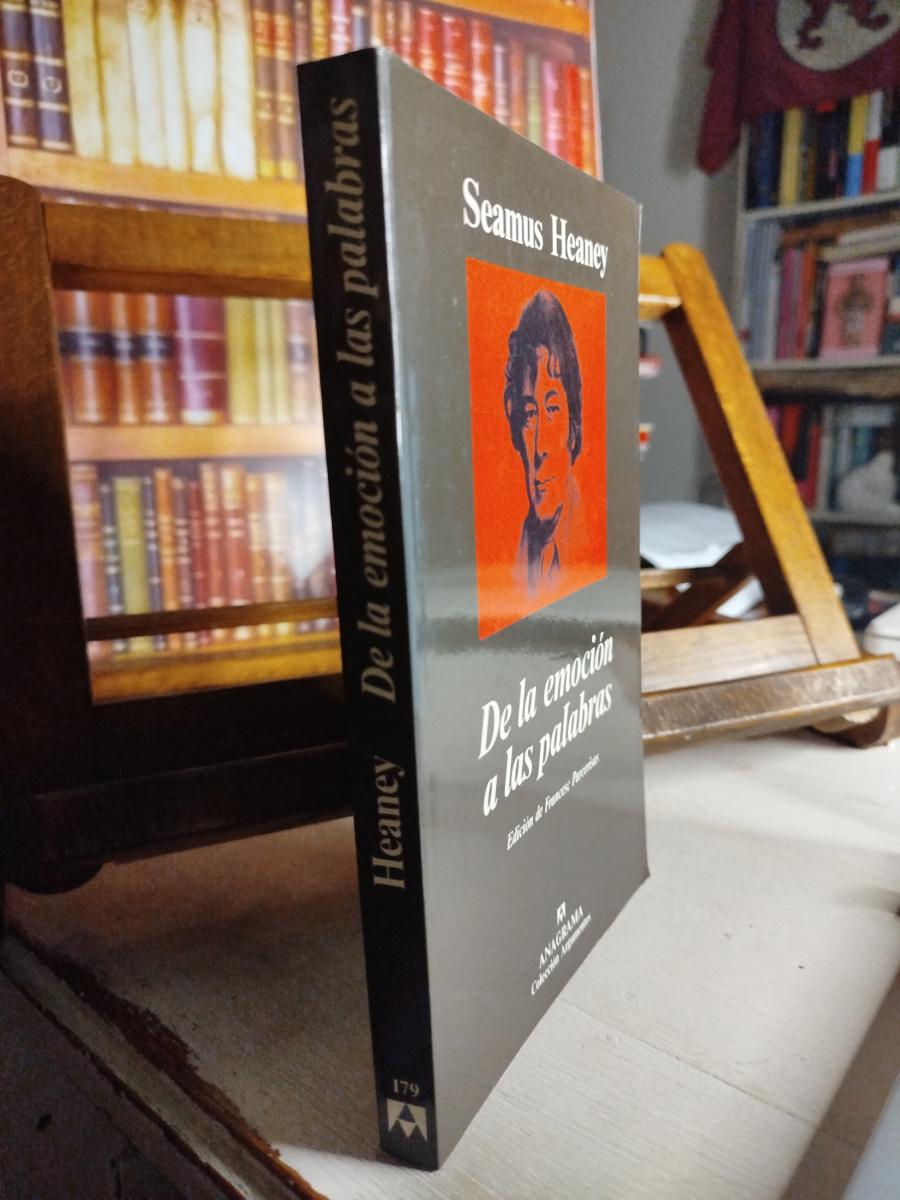 Heaney De la emoción a las palabras
179
Seamus Heaney
De la emoción
a las palabras
Edición de Francesc Parcerisas
ANAGRAMA
Colección Argumentos